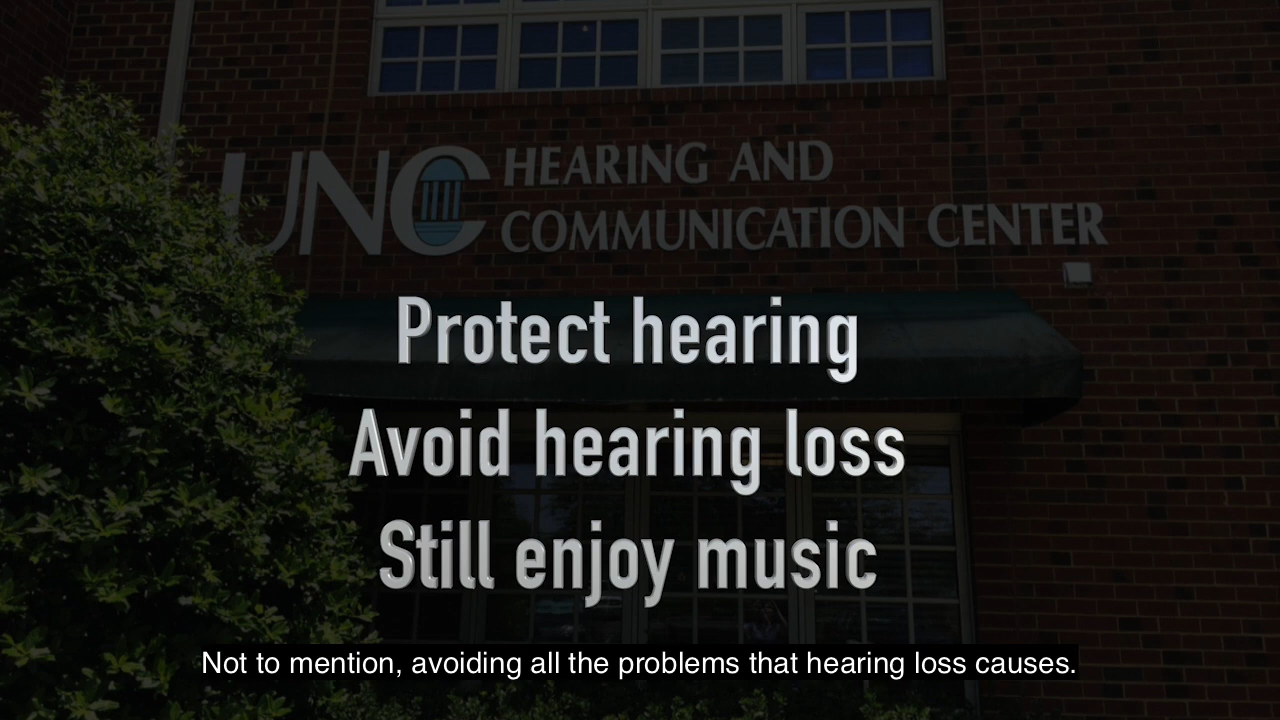 UNC HEARING AND
COMMUNICATION CENTER
Protect hearing
Avoid hearing loss
Still enjoy music
Not to mention, avoiding all the problems that hearing loss causes.